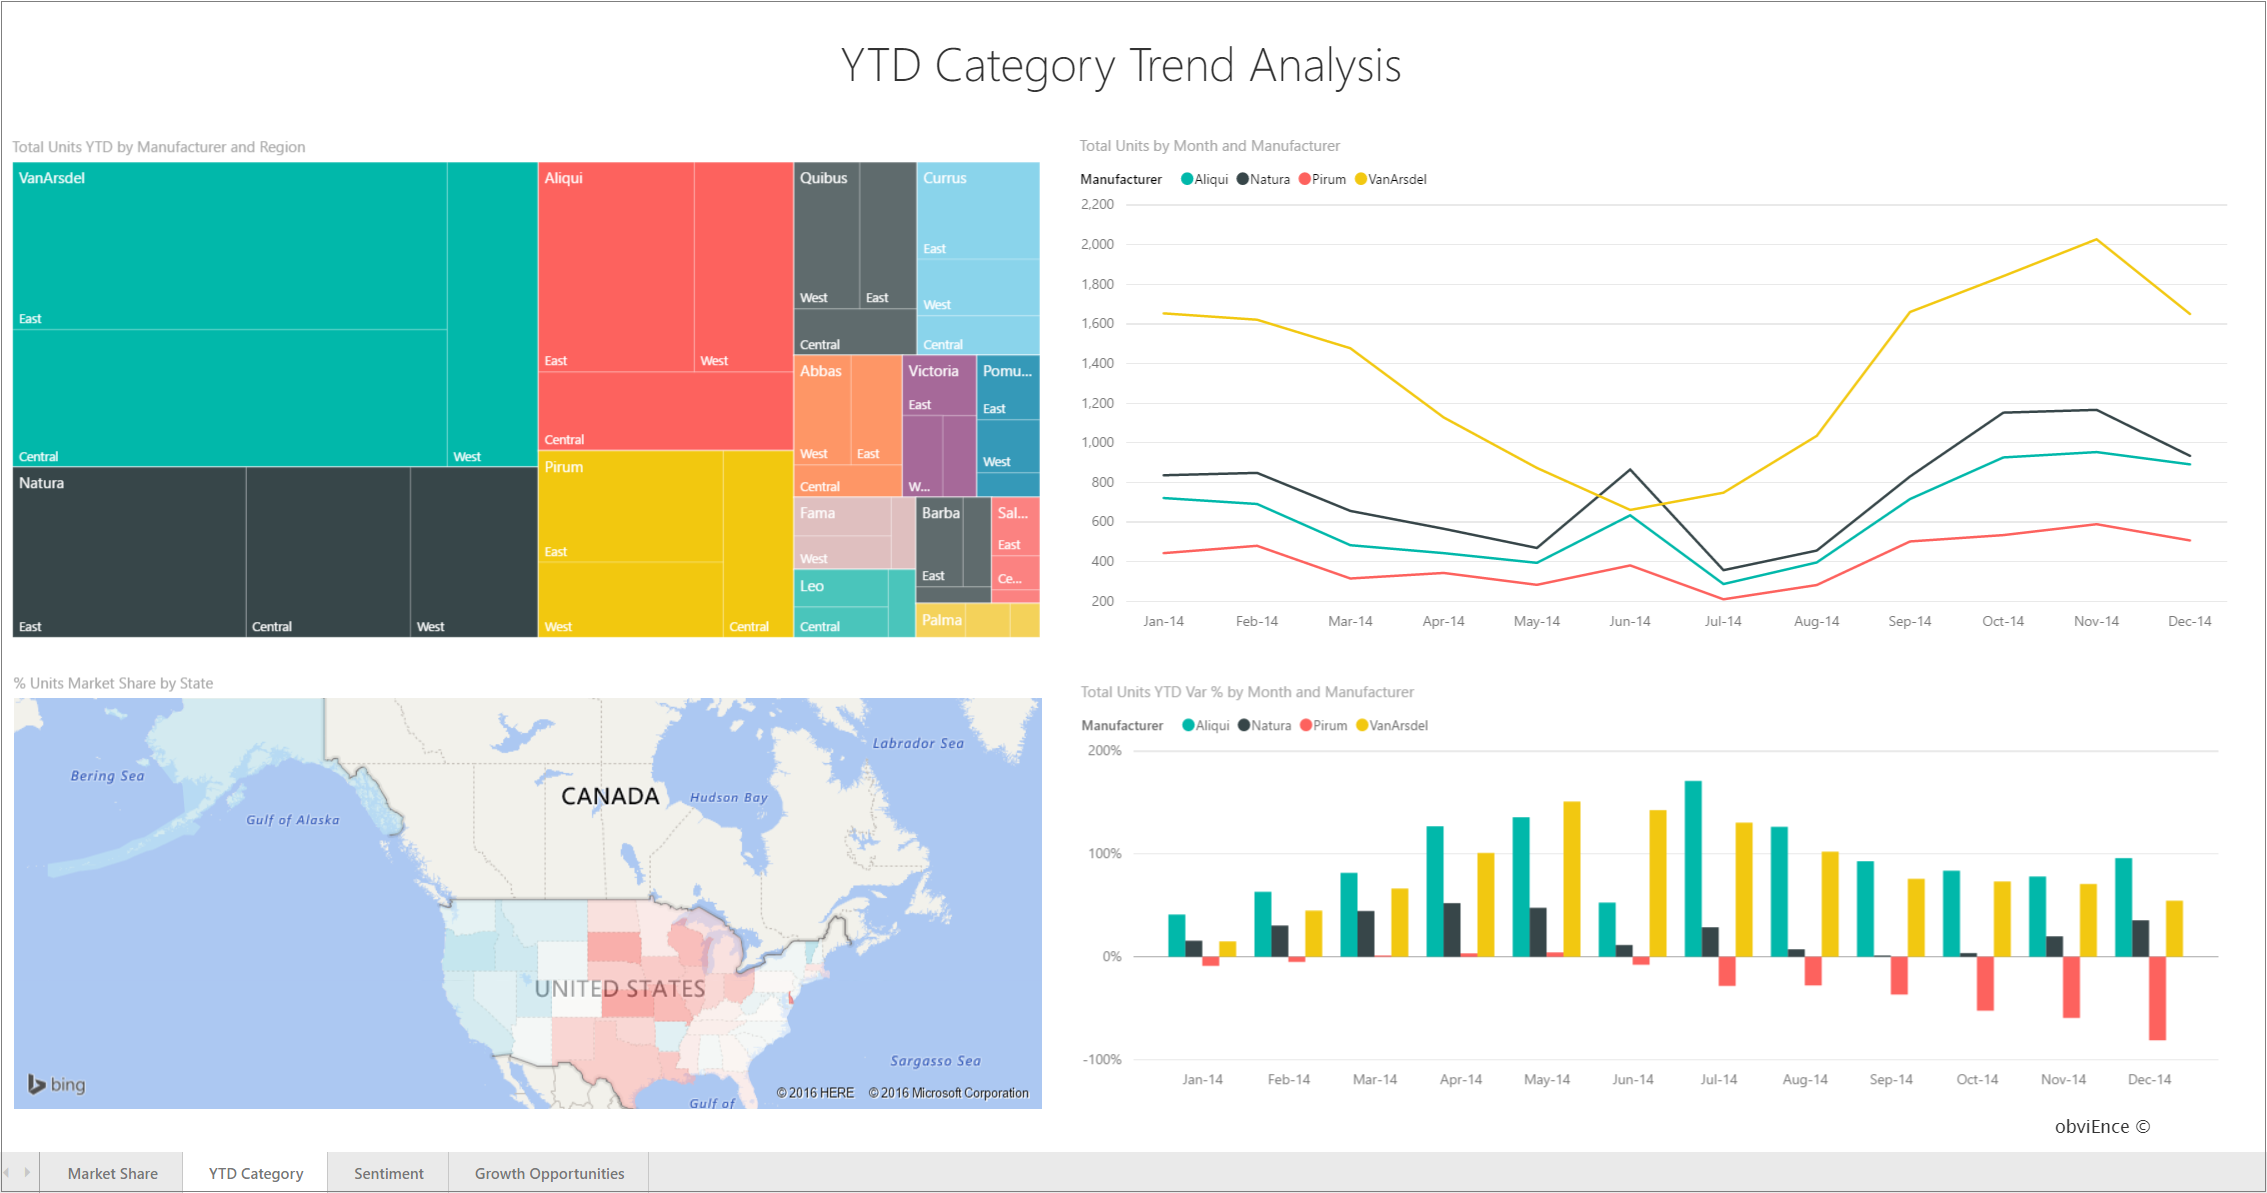 YTD Category Trend Analysis
Total Units YTD by Manufacturer and Region
VanArsdel
East
Central
West
Natura
East
Central
West
Aliqui
East
West
Central
Pirum
East
West
Central
Quibus
West
East
Central
Currus
East
West
Central
Abbas
West
East
Central
Victoria
East
W...
Pomu...
East
West
Fama
West
Leo
Central
Barba
East
Sal...
East
Ce...
Palma
Total Units by Month and Manufacturer
Manufacturer Aliqui Natura Pirum VanArsdel
2,200
2,000
1,800
1,600
1,400
1,200
1,000
800
600
400
200
Jan-14 Feb-14 Mar-14 Apr-14 May-14 Jun-14 Jul-14 Aug-14 Sep-14 Oct-14 Nov-14 Dec-14
% Units Market Share by State
Labrador Sea
Bering Sea
CANADA
Hudson Bay
Gulf of Alaska
UNITED STATES
Sargasso Sea
bing
© 2016 HERE © 2016 Microsoft Corporation
Gulf of
Total Units YTD Var % by Month and Manufacturer
Manufacturer Aliqui Natura Pirum VanArsdel
200%
100%
0%
-100%
Jan-14 Feb-14 Mar-14 Apr-14 May-14 Jun-14 Jul-14 Aug-14 Sep-14 Oct-14 Nov-14 Dec-14
obviEnce ©
Market Share YTD Category Sentiment Growth Opportunities